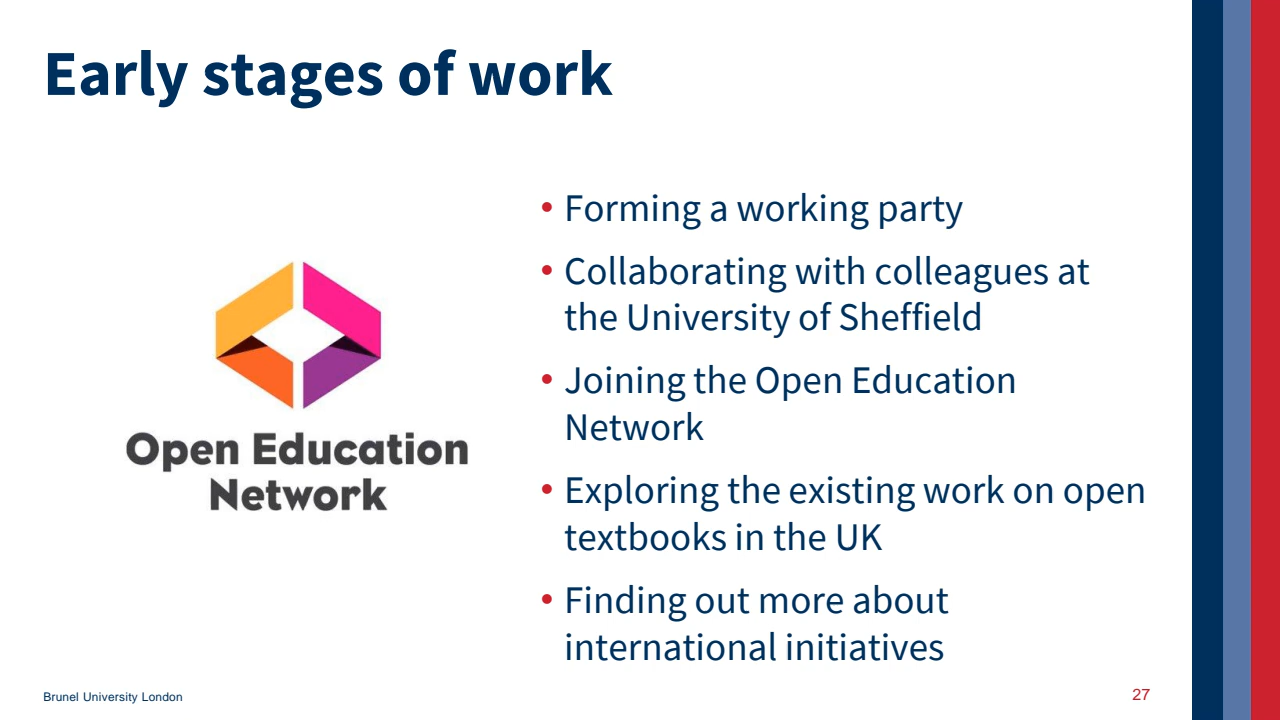 Early stages of work
Open Education
Network
• Forming a working party
• Collaborating with colleagues at
the University of Sheffield
• Joining the Open Education
Network
• Exploring the existing work on open
textbooks in the UK
• Finding out more about
international initiatives
Brunel University London
27